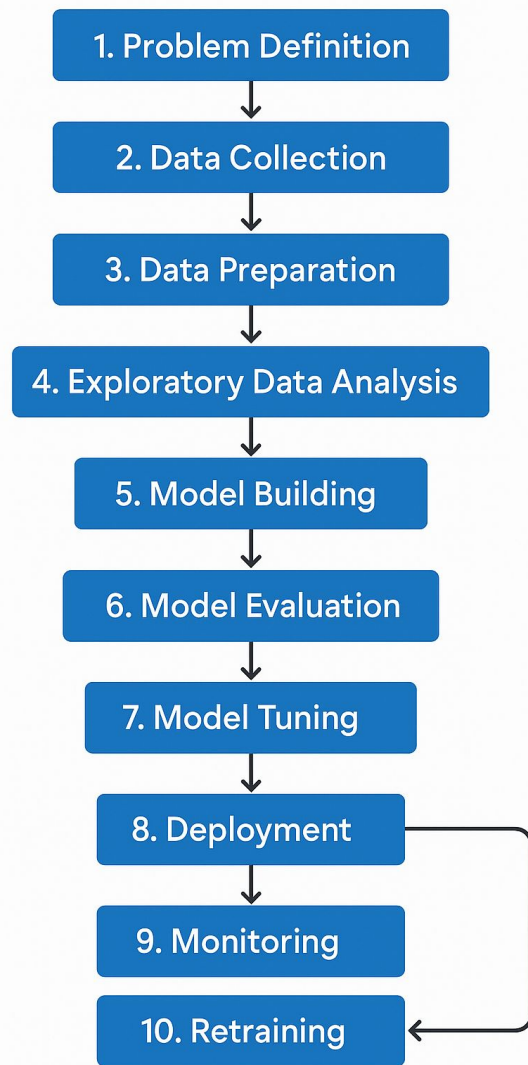 1. Problem Definition
2. Data Collection
3. Data Preparation
4. Exploratory Data Analysis
5. Model Building
6. Model Evaluation
7. Model Tuning
8. Deployment
9. Monitoring
10. Retraining